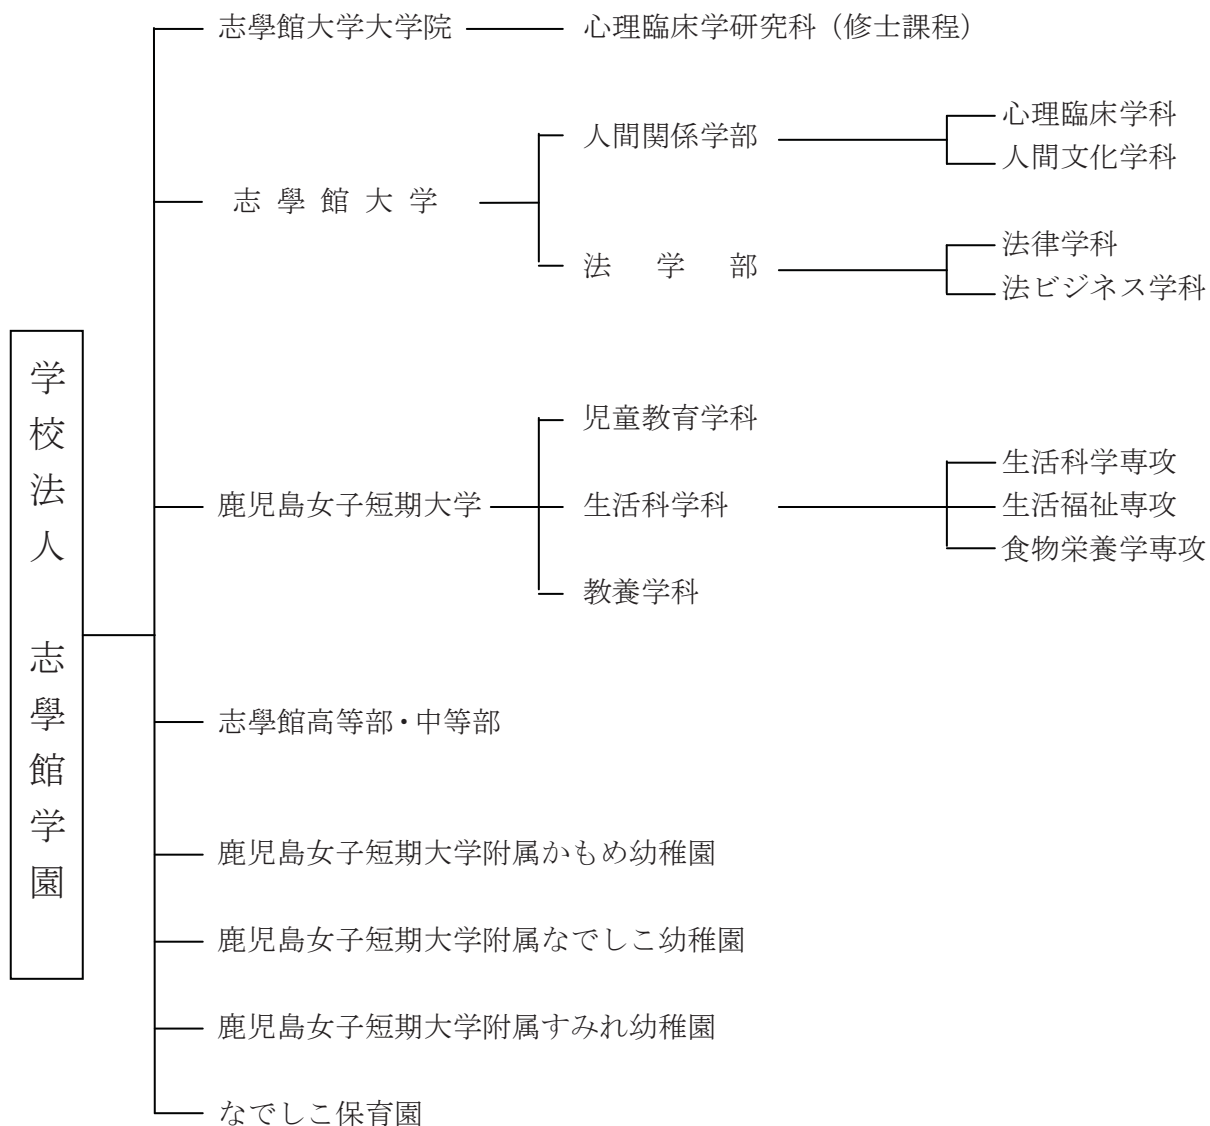 志學館大学大学院
心理臨床学研究科（修士課程）
人間関係学部
心理臨床学科
人間文化学科
志學館大学
法学部
法律学科
法ビジネス学科
学校法人 志學館学園
児童教育学科
鹿児島女子短期大学
生活科学科
生活科学専攻
生活福祉専攻
食物栄養学専攻
教養学科
志學館高等部・中等部
鹿児島女子短期大学附属かもめ幼稚園
鹿児島女子短期大学附属なでしこ幼稚園
鹿児島女子短期大学附属すみれ幼稚園
なでしこ保育園